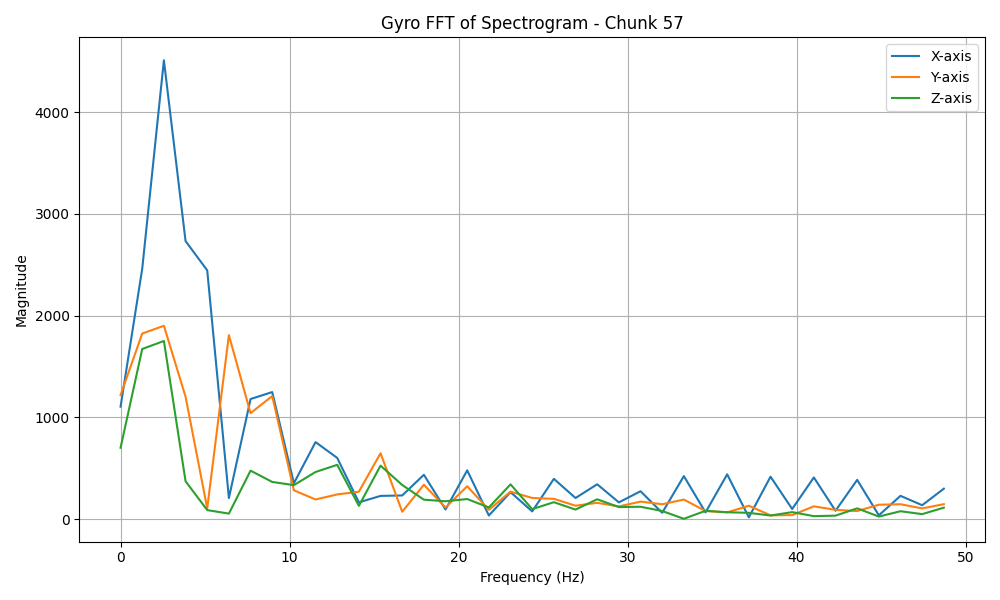 Gyro FFT of Spectrogram - Chunk 57
X-axis
Y-axis
Z-axis
Magnitude
4000
3000
2000
1000
0
0 10 20 30 40 50
Frequency (Hz)